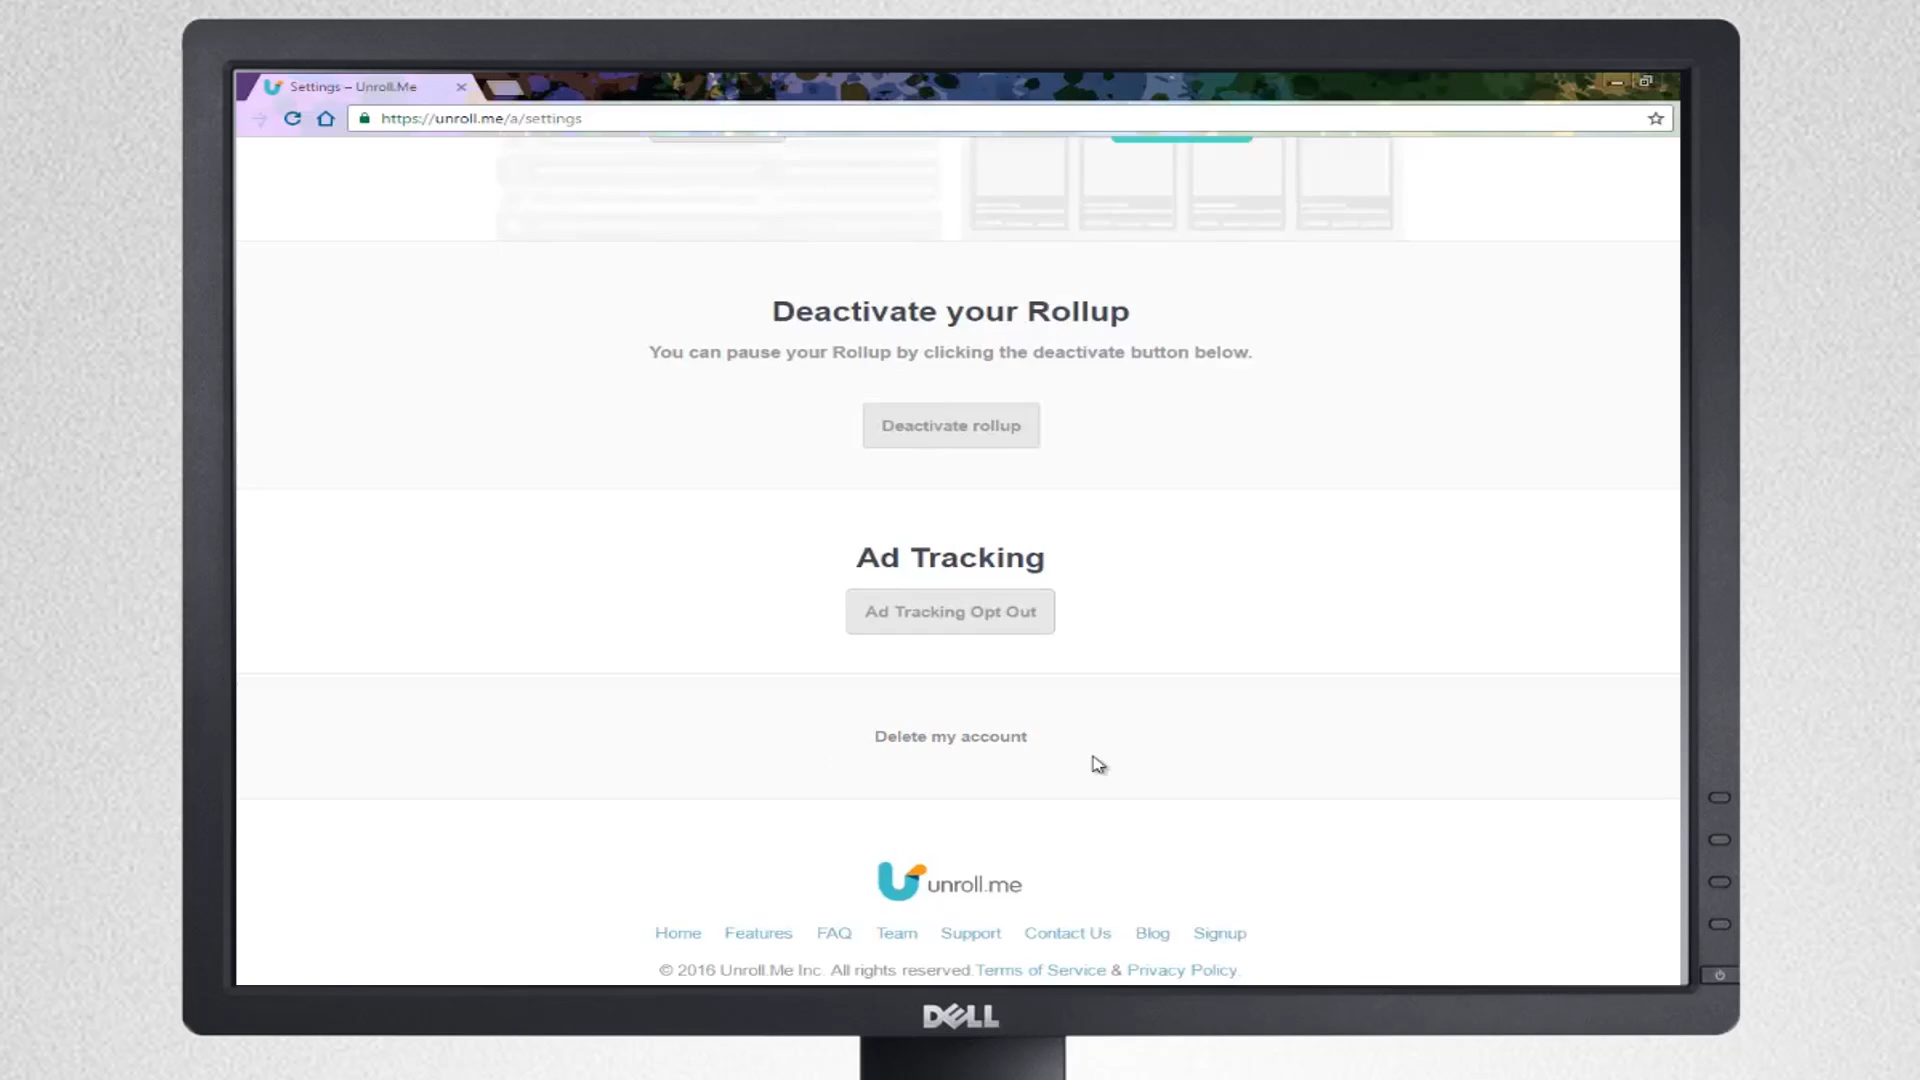 Settings – Unroll.Me
https://unroll.me/a/settings
Deactivate your Rollup
You can pause your Rollup by clicking the deactivate button below.
Deactivate rollup
Ad Tracking
Ad Tracking Opt Out
Delete my account
unroll.me
Home Features FAQ Team Support Contact Us Blog Signup
© 2016 Unroll.Me Inc. All rights reserved.Terms of Service & Privacy Policy.
DELL